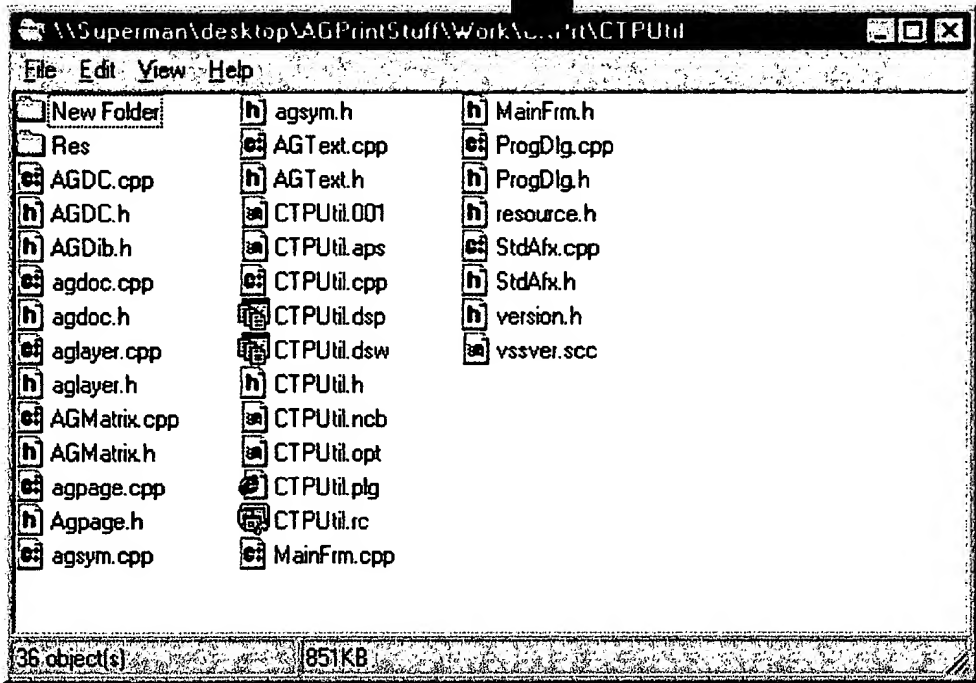 \\Superman\desktop\AGPrintStuff\Work\ \CTPUtil
File Edit View Help
New Folder
Res
AGDC.cpp
AGDC.h
AGDib.h
agdoc.cpp
agdoc.h
aglayer.cpp
aglayer.h
AGMatrix.cpp
AGMatrix.h
agpage.cpp
Agpage.h
agsym.cpp
agsym.h
AGText.cpp
AGText.h
CTPUtil.001
CTPUtil.aps
CTPUtil.cpp
CTPUtil.dsp
CTPUtil.dsw
CTPUtil.h
CTPUtil.ncb
CTPUtil.opt
CTPUtil.plg
CTPUtil.rc
MainFrm.cpp
MainFrm.h
ProgDlg.cpp
ProgDlg.h
resource.h
StdAfx.cpp
StdAfx.h
version.h
vssver.scc
36 object(s)
851KB